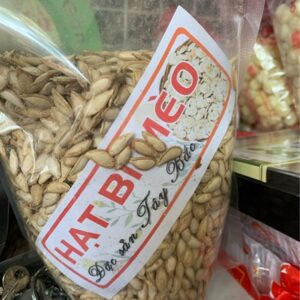 HẠT BÍ MÈO
Đặc sản Tây Bắc